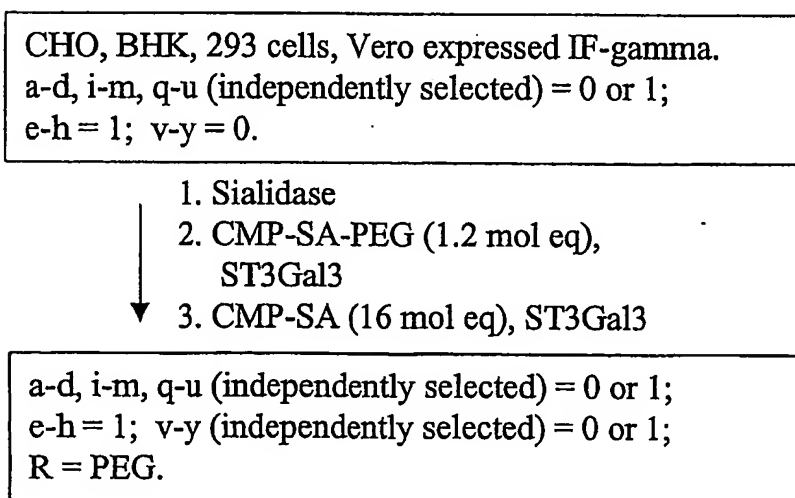 CHO, BHK, 293 cells, Vero expressed IF-gamma.
a-d, i-m, q-u (independently selected) = 0 or 1;
e-h = 1; v-y = 0.
1. Sialidase
2. CMP-SA-PEG (1.2 mol eq),
ST3Gal3
3. CMP-SA (16 mol eq), ST3Gal3
a-d, i-m, q-u (independently selected) = 0 or 1;
e-h = 1; v-y (independently selected) = 0 or 1;
R = PEG.